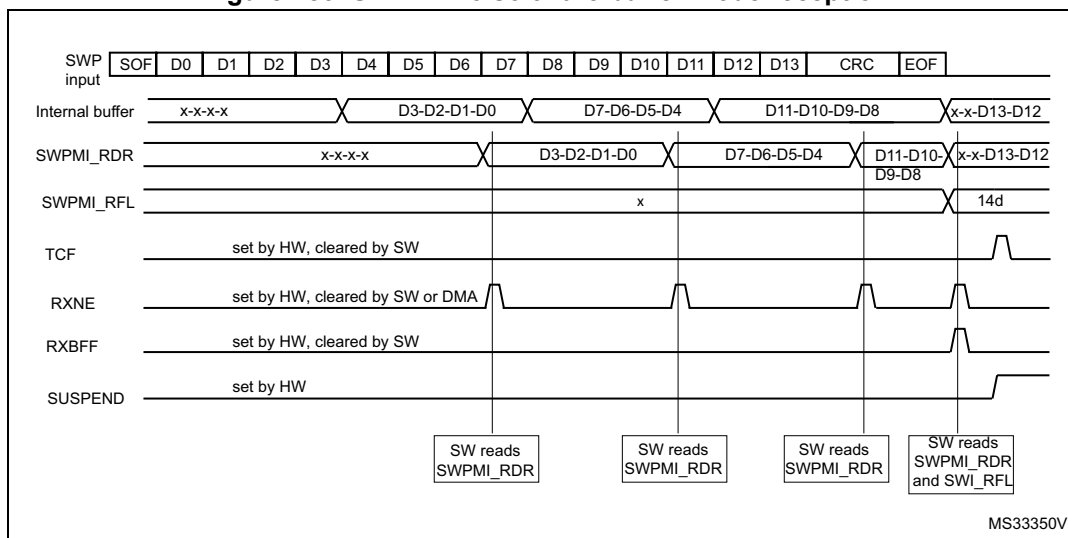 SWP input SOF D0 D1 D2 D3 D4 D5 D6 D7 D8 D9 D10 D11 D12 D13 CRC EOF
Internal buffer x-x-x-x D3-D2-D1-D0 D7-D6-D5-D4 D11-D10-D9-D8 x-x-D13-D12
SWPMI_RDR x-x-x-x D3-D2-D1-D0 D7-D6-D5-D4 D11-D10-D9-D8 x-x-D13-D12
SWPMI_RFL x 14d
TCF set by HW, cleared by SW
RXNE set by HW, cleared by SW or DMA
RXBFF set by HW, cleared by SW
SUSPEND set by HW
SW reads
SWPMI_RDR
SW reads
SWPMI_RDR
SW reads
SWPMI_RDR
SW reads
SWPMI_RDR
and SWI_RFL
MS33350V